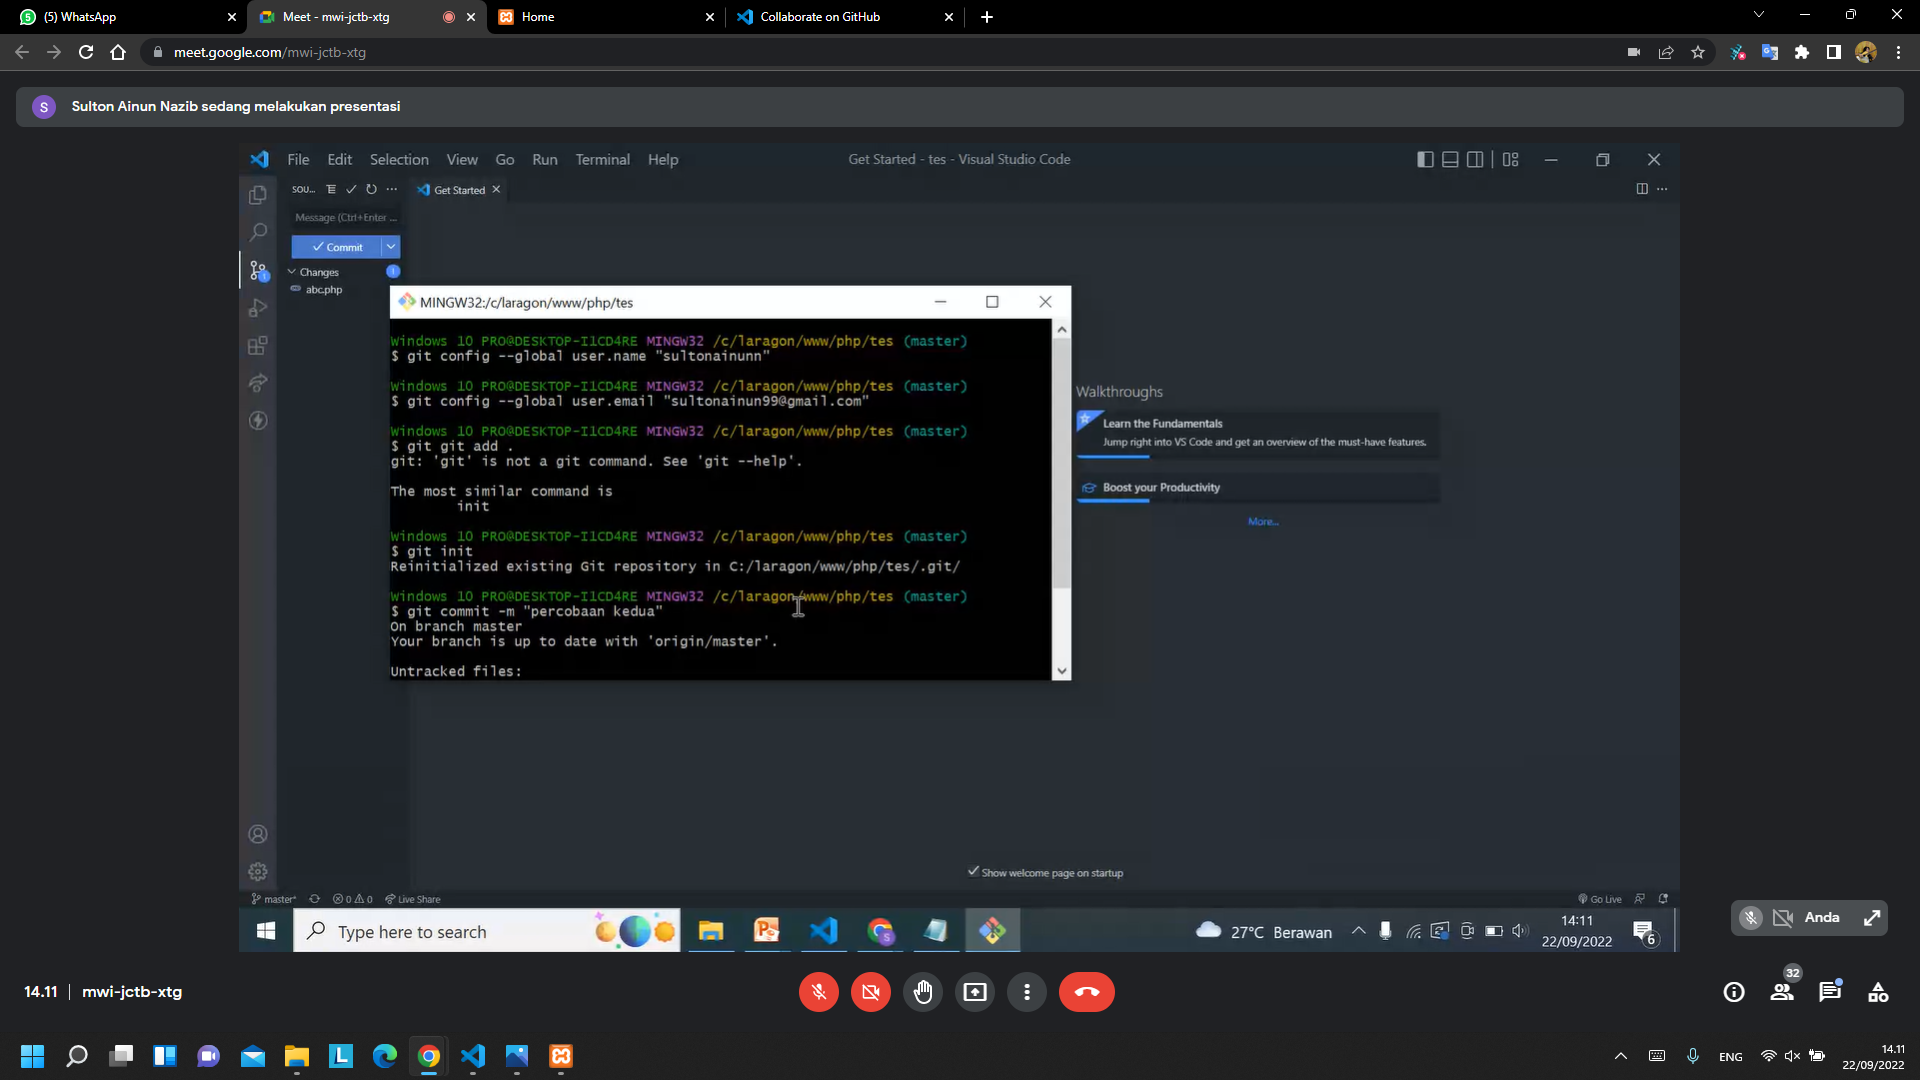 (5) WhatsApp
Meet - mwi-jctb-xtg
Home
Collaborate on GitHub
meet.google.com/mwi-jctb-xtg
S
Sulton Ainun Nazib sedang melakukan presentasi
File Edit Selection View Go Run Terminal Help
Get Started - tes - Visual Studio Code
SOU...
Get Started
Message (Ctrl+Enter ...
Commit
Changes
1
abc.php
MINGW32:/c/laragon/www/php/tes
Windows 10 PRO@DESKTOP-I1CD4RE MINGW32 /c/laragon/www/php/tes (master)
$ git config --global user.name "sultonainunn"
Windows 10 PRO@DESKTOP-I1CD4RE MINGW32 /c/laragon/www/php/tes (master)
$ git config --global user.email "sultonainun99@gmail.com"
Windows 10 PRO@DESKTOP-I1CD4RE MINGW32 /c/laragon/www/php/tes (master)
$ git git add .
git: 'git' is not a git command. See 'git --help'.
The most similar command is
init
Windows 10 PRO@DESKTOP-I1CD4RE MINGW32 /c/laragon/www/php/tes (master)
$ git init
Reinitialized existing Git repository in C:/laragon/www/php/tes/.git/
Windows 10 PRO@DESKTOP-I1CD4RE MINGW32 /c/laragon/www/php/tes (master)
$ git commit -m "percobaan kedua"
On branch master
Your branch is up to date with 'origin/master'.
Untracked files:
Walkthroughs
Learn the Fundamentals
Jump right into VS Code and get an overview of the must-have features.
Boost your Productivity
More...
Show welcome page on startup
master*
0 0
Live Share
Go Live
Type here to search
27°C Berawan
14:11
22/09/2022
6
Anda
14.11 | mwi-jctb-xtg
32
ENG
14.11
22/09/2022